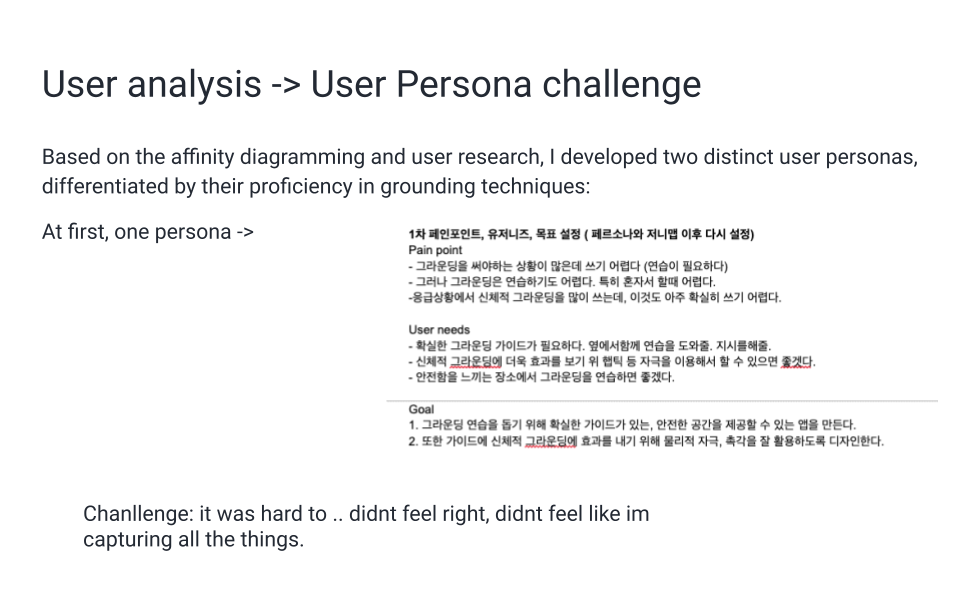 User analysis -> User Persona challenge
Based on the affinity diagramming and user research, I developed two distinct user personas,
differentiated by their proficiency in grounding techniques:
At first, one persona ->
1차 페인포인트, 유저니즈, 목표 설정 ( 페르소나와 저니맵 이후 다시 설정)
Pain point
- 그라운딩을 써야하는 상황이 많은데 쓰기 어렵다 (연습이 필요하다)
- 그러나 그라운딩은 연습하기도 어렵다. 특히 혼자서 할때 어렵다.
-응급상황에서 신체적 그라운딩을 많이 쓰는데, 이것도 아주 확실히 쓰기 어렵다.
User needs
- 확실한 그라운딩 가이드가 필요하다. 옆에서함께 연습을 도와줄. 지시를해줄.
- 신체적 그라운딩에 더욱 효과를 보기 위 햅틱 등 자극을 이용해서 할 수 있으면 좋겟다.
- 안전함을 느끼는 장소에서 그라운딩을 연습하면 좋겠다.
Goal
1. 그라운딩 연습을 돕기 위해 확실한 가이드가 있는, 안전한 공간을 제공할 수 있는 앱을 만든다.
2. 또한 가이드에 신체적 그라운딩에 효과를 내기 위해 물리적 자극, 촉각을 잘 활용하도록 디자인한다.
Chanllenge: it was hard to .. didnt feel right, didnt feel like im
capturing all the things.